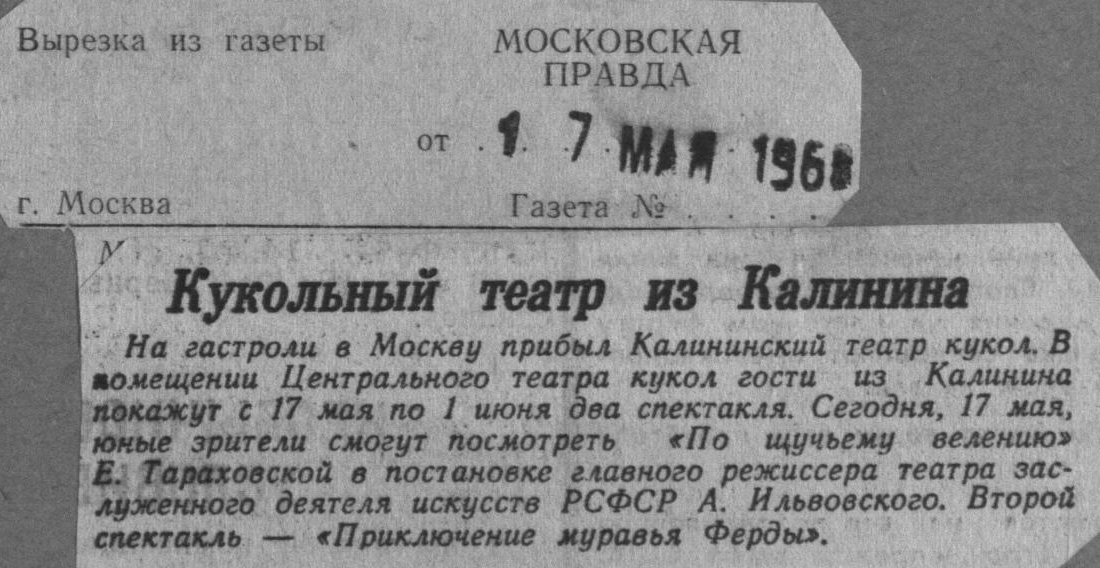 Вырезка из газеты
МОСКОВСКАЯ
ПРАВДА
от . 1 7 МАЯ 196
г. Москва
Газета № . . . .
Кукольный театр из Калинина
На гастроли в Москву прибыл Калининский театр кукол. В
помещении Центрального театра кукол гости из Калинина
покажут с 17 мая по 1 июня два спектакля. Сегодня, 17 мая,
юные зрители смогут посмотреть «По щучьему велению»
Е. Тараховской в постановке главного режиссера театра зас-
луженного деятеля искусств РСФСР А. Ильвовского. Второй
спектакль — «Приключение муравья Ферды».